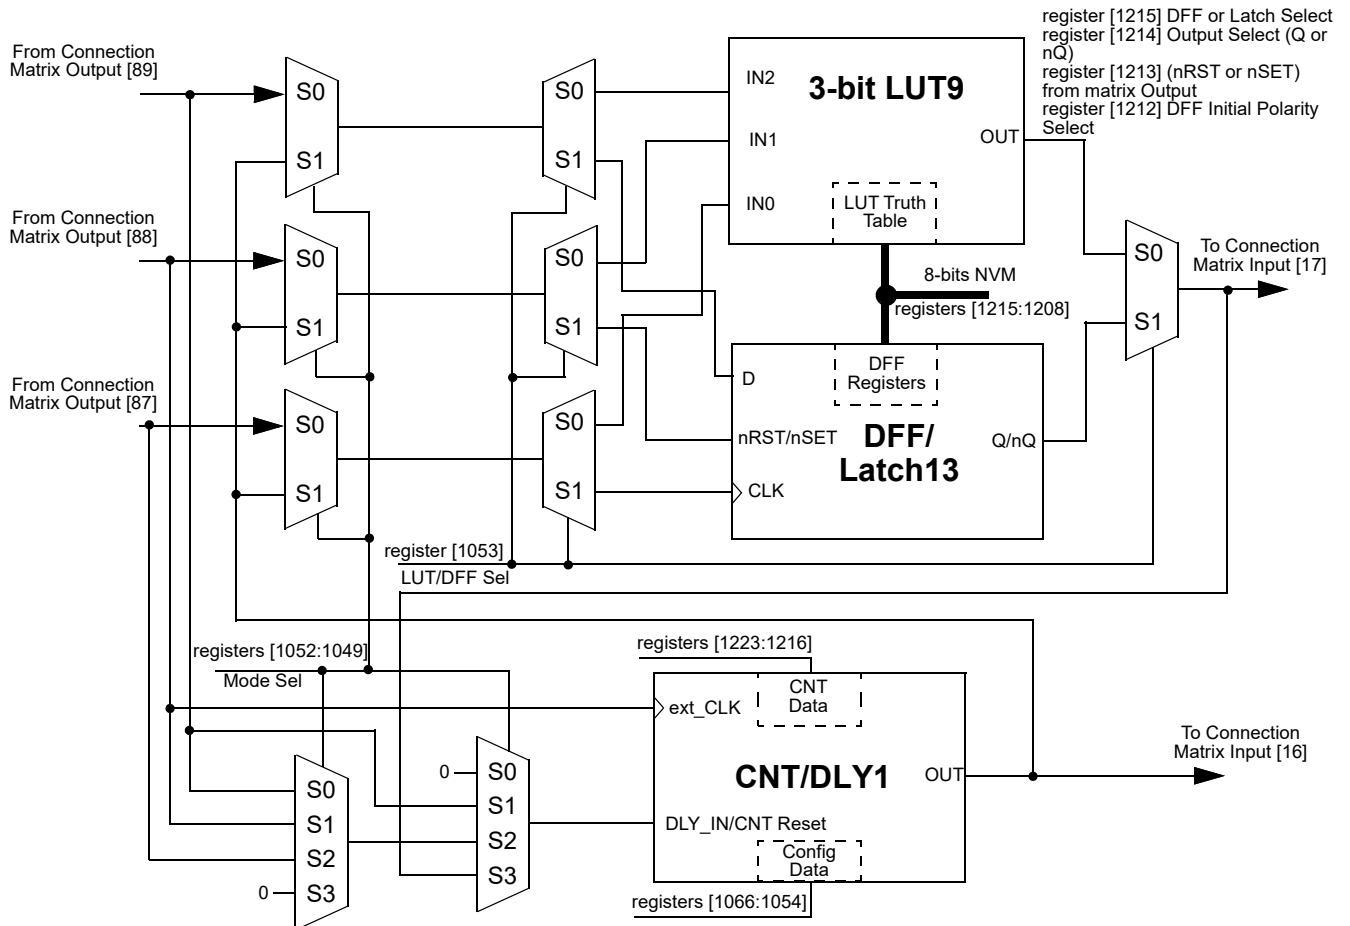 register [1215] DFF or Latch Select
register [1214] Output Select (Q or
nQ)
register [1213] (nRST or nSET)
from matrix Output
register [1212] DFF Initial Polarity
Select
From Connection
Matrix Output [89]
S0
S1
S0
S1
IN2
IN1
IN0
3-bit LUT9
OUT
LUT Truth
Table
From Connection
Matrix Output [88]
S0
S1
S0
S1
8-bits NVM
registers [1215:1208]
S0
S1
To Connection
Matrix Input [17]
From Connection
Matrix Output [87]
S0
S1
S0
S1
D
nRST/nSET
CLK
DFF
Registers
DFF/
Latch13
Q/nQ
register [1053]
LUT/DFF Sel
registers [1052:1049]
Mode Sel
registers [1223:1216]
ext_CLK
CNT
Data
CNT/DLY1
OUT
DLY_IN/CNT Reset
Config
Data
registers [1066:1054]
To Connection
Matrix Input [16]
S0
S1
S2
S3
0
0
S0
S1
S2
S3